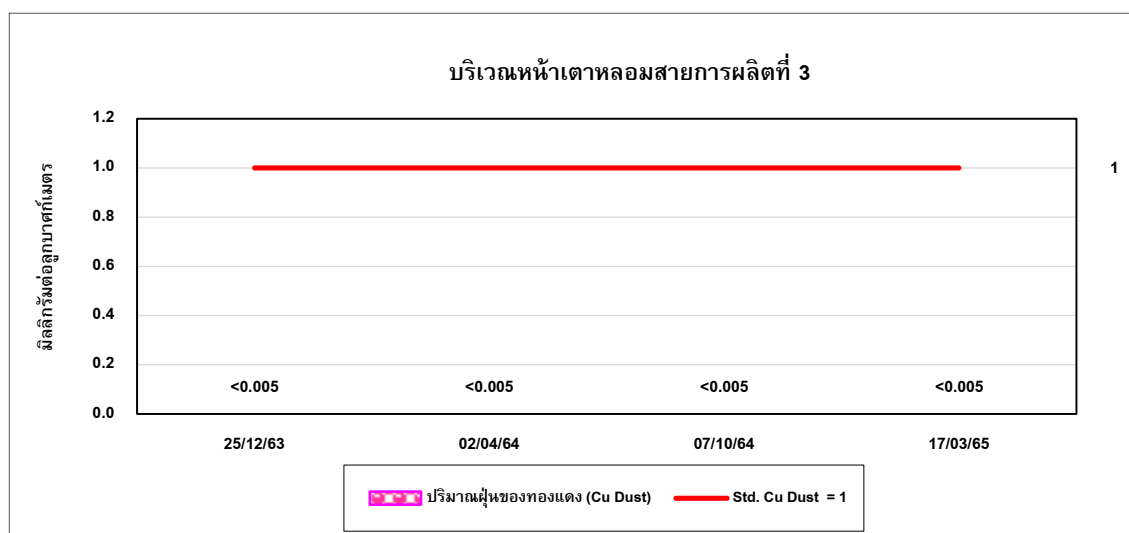 บริเวณหน้าเตาหลอมสายการผลิตที่ 3
มิลลิกรัมต่อลูกบาศก์เมตร
1.2
1.0
1
0.8
0.6
0.4
0.2
<0.005 <0.005 <0.005 <0.005
0.0
25/12/63 02/04/64 07/10/64 17/03/65
ปริมาณฝุ่นของทองแดง (Cu Dust) Std. Cu Dust = 1